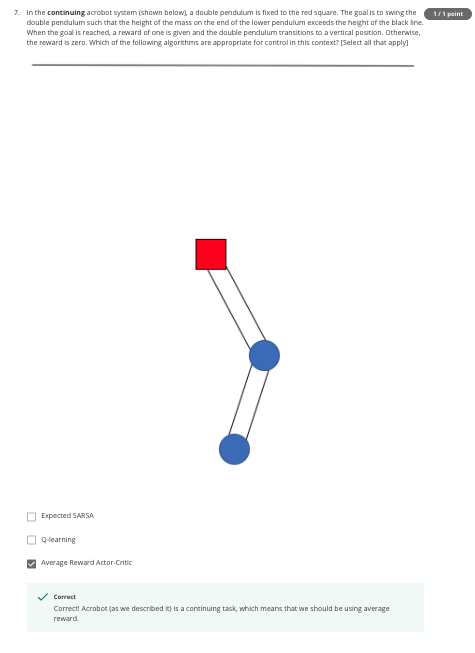 7. In the continuing acrobot system (shown below), a double pendulum is fixed to the red square. The goal is to swing the
1 / 1 point
double pendulum such that the height of the mass on the end of the lower pendulum exceeds the height of the black line.
When the goal is reached, a reward of one is given and the double pendulum transitions to a vertical position. Otherwise,
the reward is zero. Which of the following algorithms are appropriate for control in this context? [Select all that apply]
Expected SARSA
Q-learning
Average Reward Actor-Critic
Correct
Correct! Acrobot (as we described it) is a continuing task, which means that we should be using average
reward.